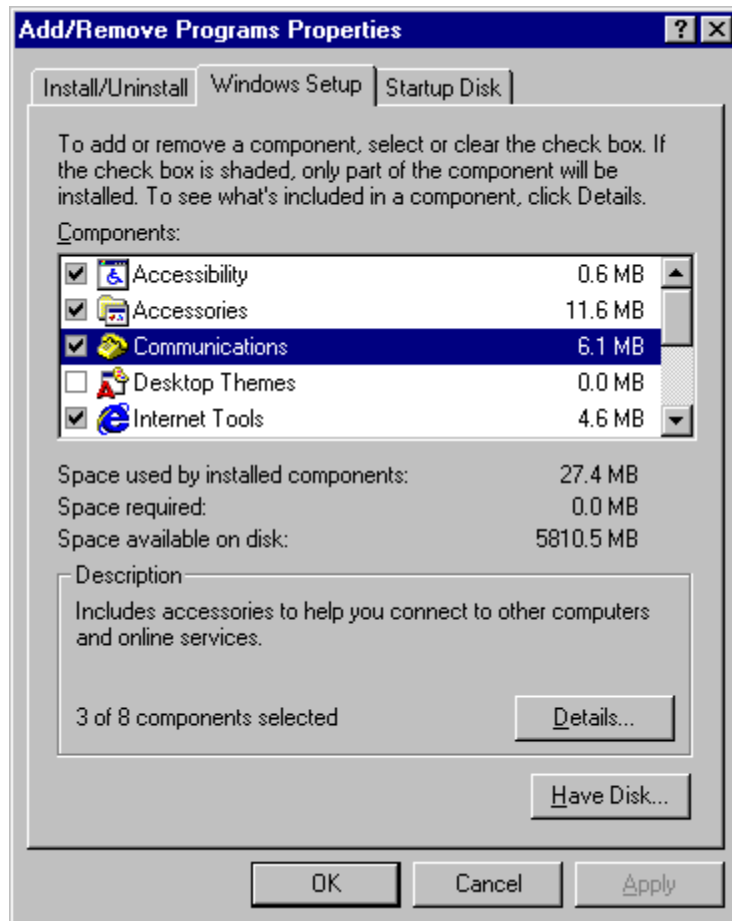 Add/Remove Programs Properties
Install/Uninstall Windows Setup Startup Disk
To add or remove a component, select or clear the check box. If
the check box is shaded, only part of the component will be
installed. To see what's included in a component, click Details.
Components:
Accessibility 0.6 MB
Accessories 11.6 MB
Communications 6.1 MB
Desktop Themes 0.0 MB
Internet Tools 4.6 MB
Space used by installed components: 27.4 MB
Space required: 0.0 MB
Space available on disk: 5810.5 MB
Description
Includes accessories to help you connect to other computers
and online services.
3 of 8 components selected
Details...
Have Disk...
OK Cancel Apply